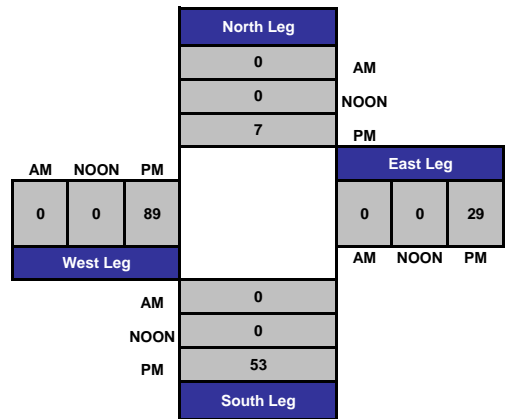 North Leg
0 AM
0 NOON
7 PM
AM NOON PM East Leg
0 0 89 0 0 29
West Leg AM NOON PM
AM 0
NOON 0
PM 53
South Leg